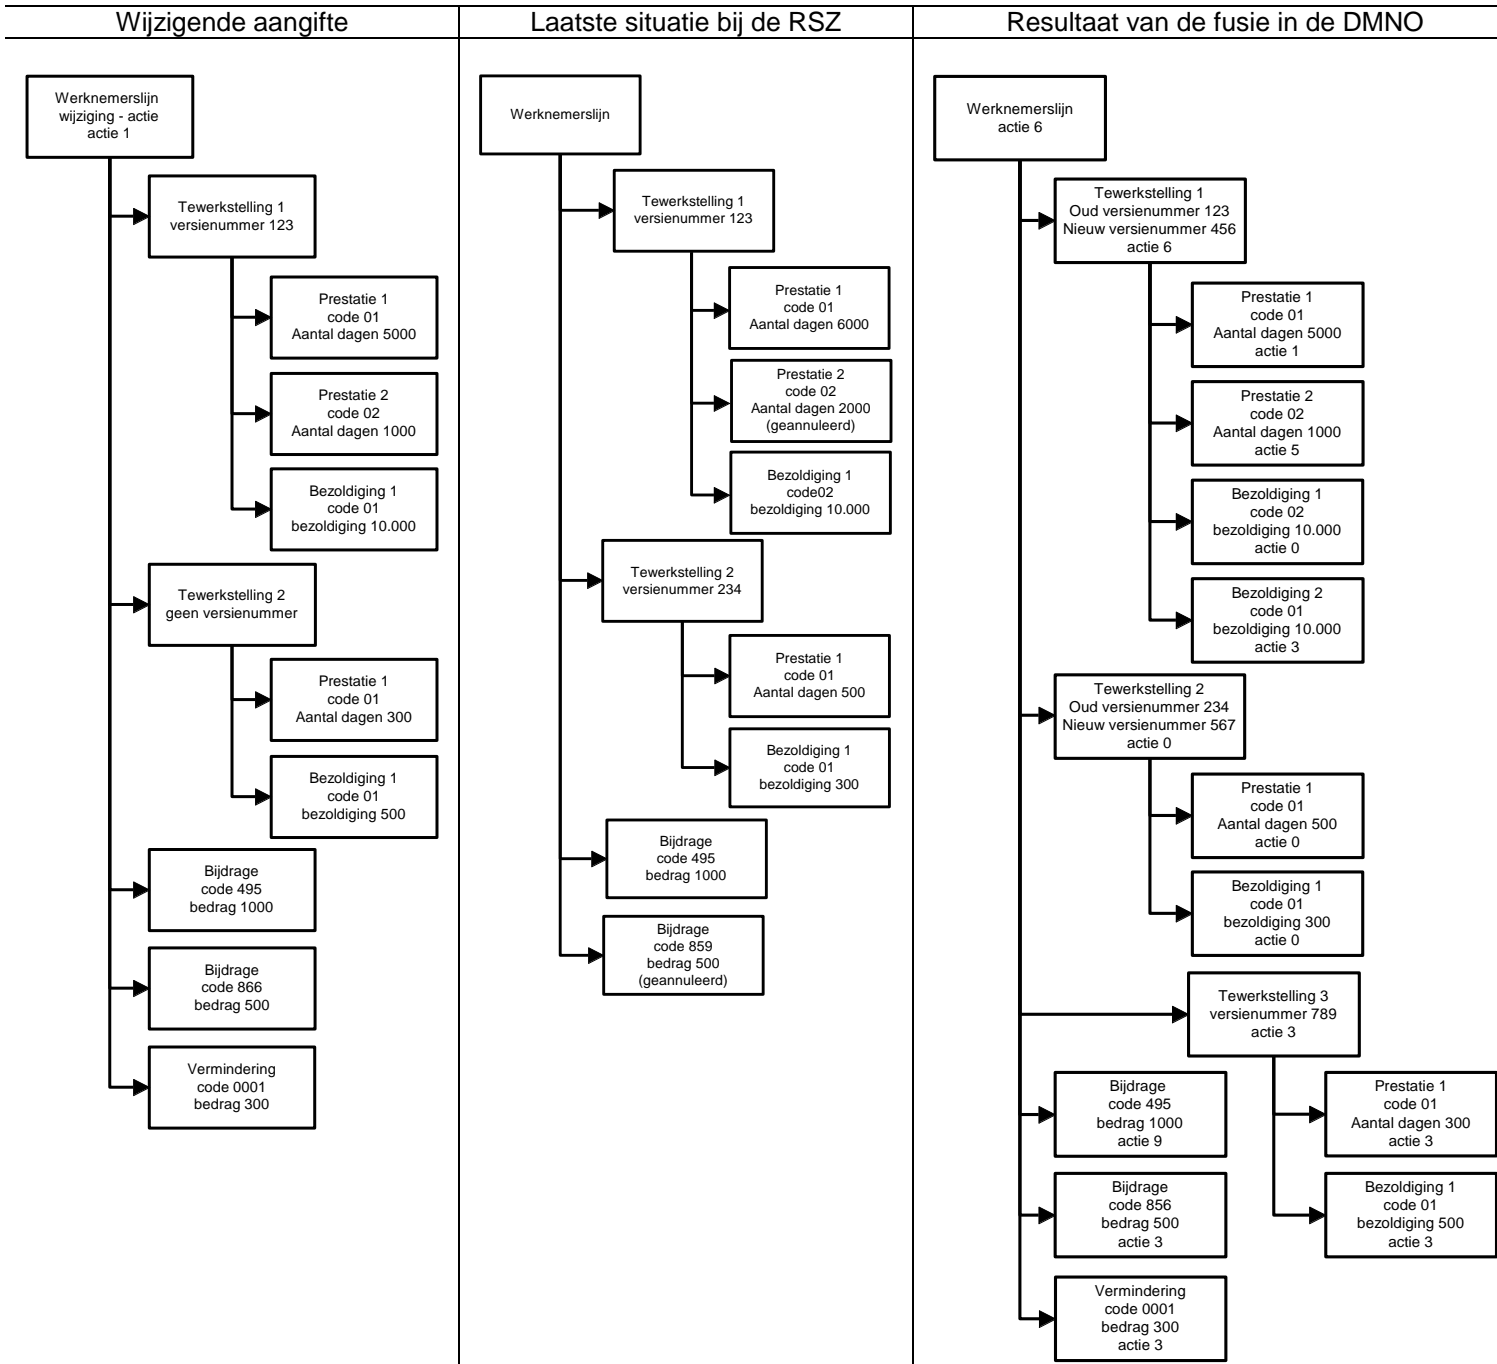 Wijzigende aangifte
Werknemerslijn
wijziging - actie
actie 1
Tewerkstelling 1
versienummer 123
Prestatie 1
code 01
Aantal dagen 5000
Prestatie 2
code 02
Aantal dagen 1000
Bezoldiging 1
code 01
bezoldiging 10.000
Tewerkstelling 2
geen versienummer
Prestatie 1
code 01
Aantal dagen 300
Bezoldiging 1
code 01
bezoldiging 500
Bijdrage
code 495
bedrag 1000
Bijdrage
code 866
bedrag 500
Vermindering
code 0001
bedrag 300
Laatste situatie bij de RSZ
Werknemerslijn
Tewerkstelling 1
versienummer 123
Prestatie 1
code 01
Aantal dagen 6000
Prestatie 2
code 02
Aantal dagen 2000
(geannuleerd)
Bezoldiging 1
code02
bezoldiging 10.000
Tewerkstelling 2
versienummer 234
Prestatie 1
code 01
Aantal dagen 500
Bezoldiging 1
code 01
bezoldiging 300
Bijdrage
code 495
bedrag 1000
Bijdrage
code 859
bedrag 500
(geannuleerd)
Resultaat van de fusie in de DMNO
Werknemerslijn
actie 6
Tewerkstelling 1
Oud versienummer 123
Nieuw versienummer 456
actie 6
Prestatie 1
code 01
Aantal dagen 5000
actie 1
Prestatie 2
code 02
Aantal dagen 1000
actie 5
Bezoldiging 1
code 02
bezoldiging 10.000
actie 0
Bezoldiging 2
code 01
bezoldiging 10.000
actie 3
Tewerkstelling 2
Oud versienummer 234
Nieuw versienummer 567
actie 0
Prestatie 1
code 01
Aantal dagen 500
actie 0
Bezoldiging 1
code 01
bezoldiging 300
actie 0
Tewerkstelling 3
versienummer 789
actie 3
Prestatie 1
code 01
Aantal dagen 300
actie 3
Bezoldiging 1
code 01
bezoldiging 500
actie 3
Bijdrage
code 495
bedrag 1000
actie 9
Bijdrage
code 856
bedrag 500
actie 3
Vermindering
code 0001
bedrag 300
actie 3